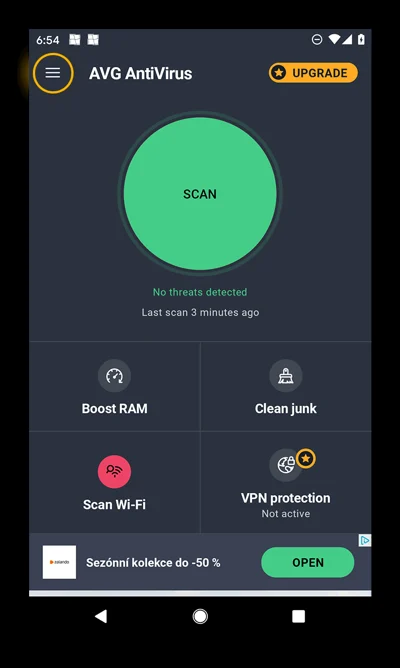 6:54
AVG AntiVirus
UPGRADE
SCAN
No threats detected
Last scan 3 minutes ago
Boost RAM
Clean junk
Scan Wi-Fi
VPN protection
Not active
zalando
Sezónní kolekce do -50 %
OPEN